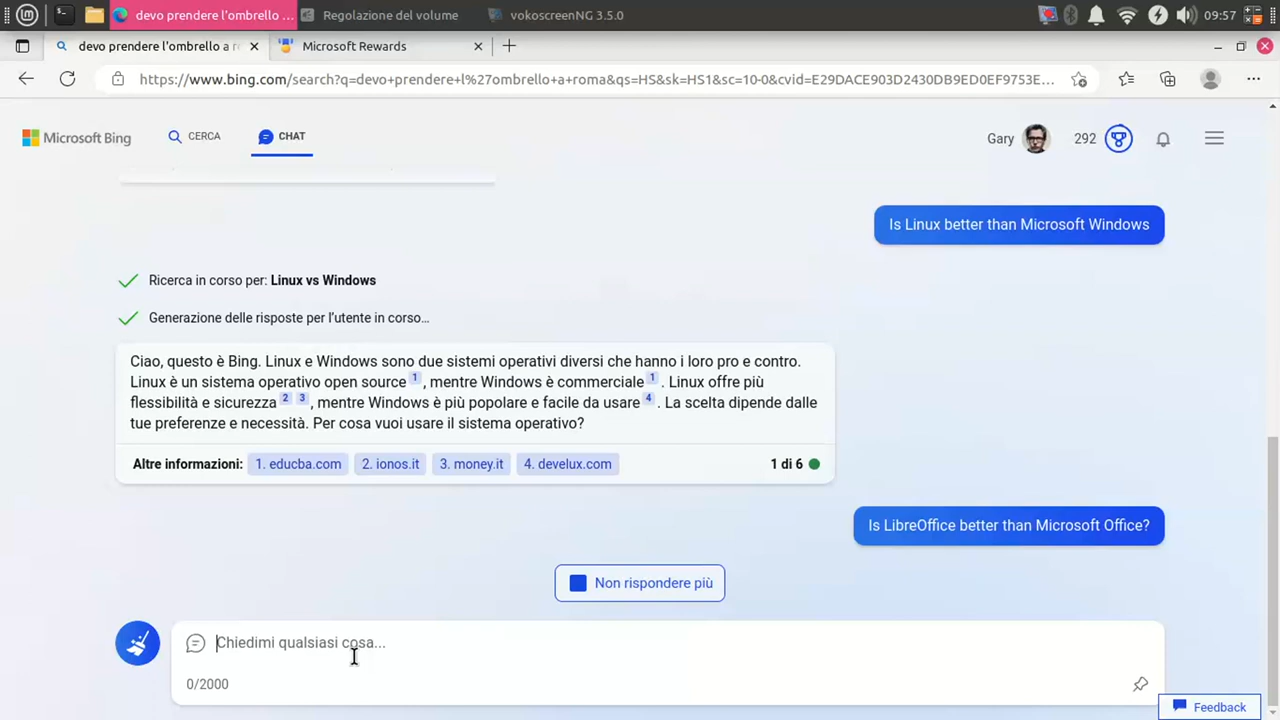 devo prendere l'ombrello ...
Regolazione del volume
vokoscreenNG 3.5.0
09:57
devo prendere l'ombrello a r
Microsoft Rewards
https://www.bing.com/search?q=devo+prendere+l%27ombrello+a+roma&qs=HS&sk=HS1&sc=10-0&cvid=E29DACE903D2430DB9ED0EF9753E...
Microsoft Bing
CERCA
CHAT
Gary
292
Is Linux better than Microsoft Windows
Ricerca in corso per: Linux vs Windows
Generazione delle risposte per l'utente in corso…
Ciao, questo è Bing. Linux e Windows sono due sistemi operativi diversi che hanno i loro pro e contro.
Linux è un sistema operativo open source 1, mentre Windows è commerciale 1. Linux offre più
flessibilità e sicurezza 2 3, mentre Windows è più popolare e facile da usare 4. La scelta dipende dalle
tue preferenze e necessità. Per cosa vuoi usare il sistema operativo?
Altre informazioni: 1. educba.com 2. ionos.it 3. money.it 4. develux.com 1 di 6
Is LibreOffice better than Microsoft Office?
Non rispondere più
Chiedimi qualsiasi cosa...
0/2000
Feedback